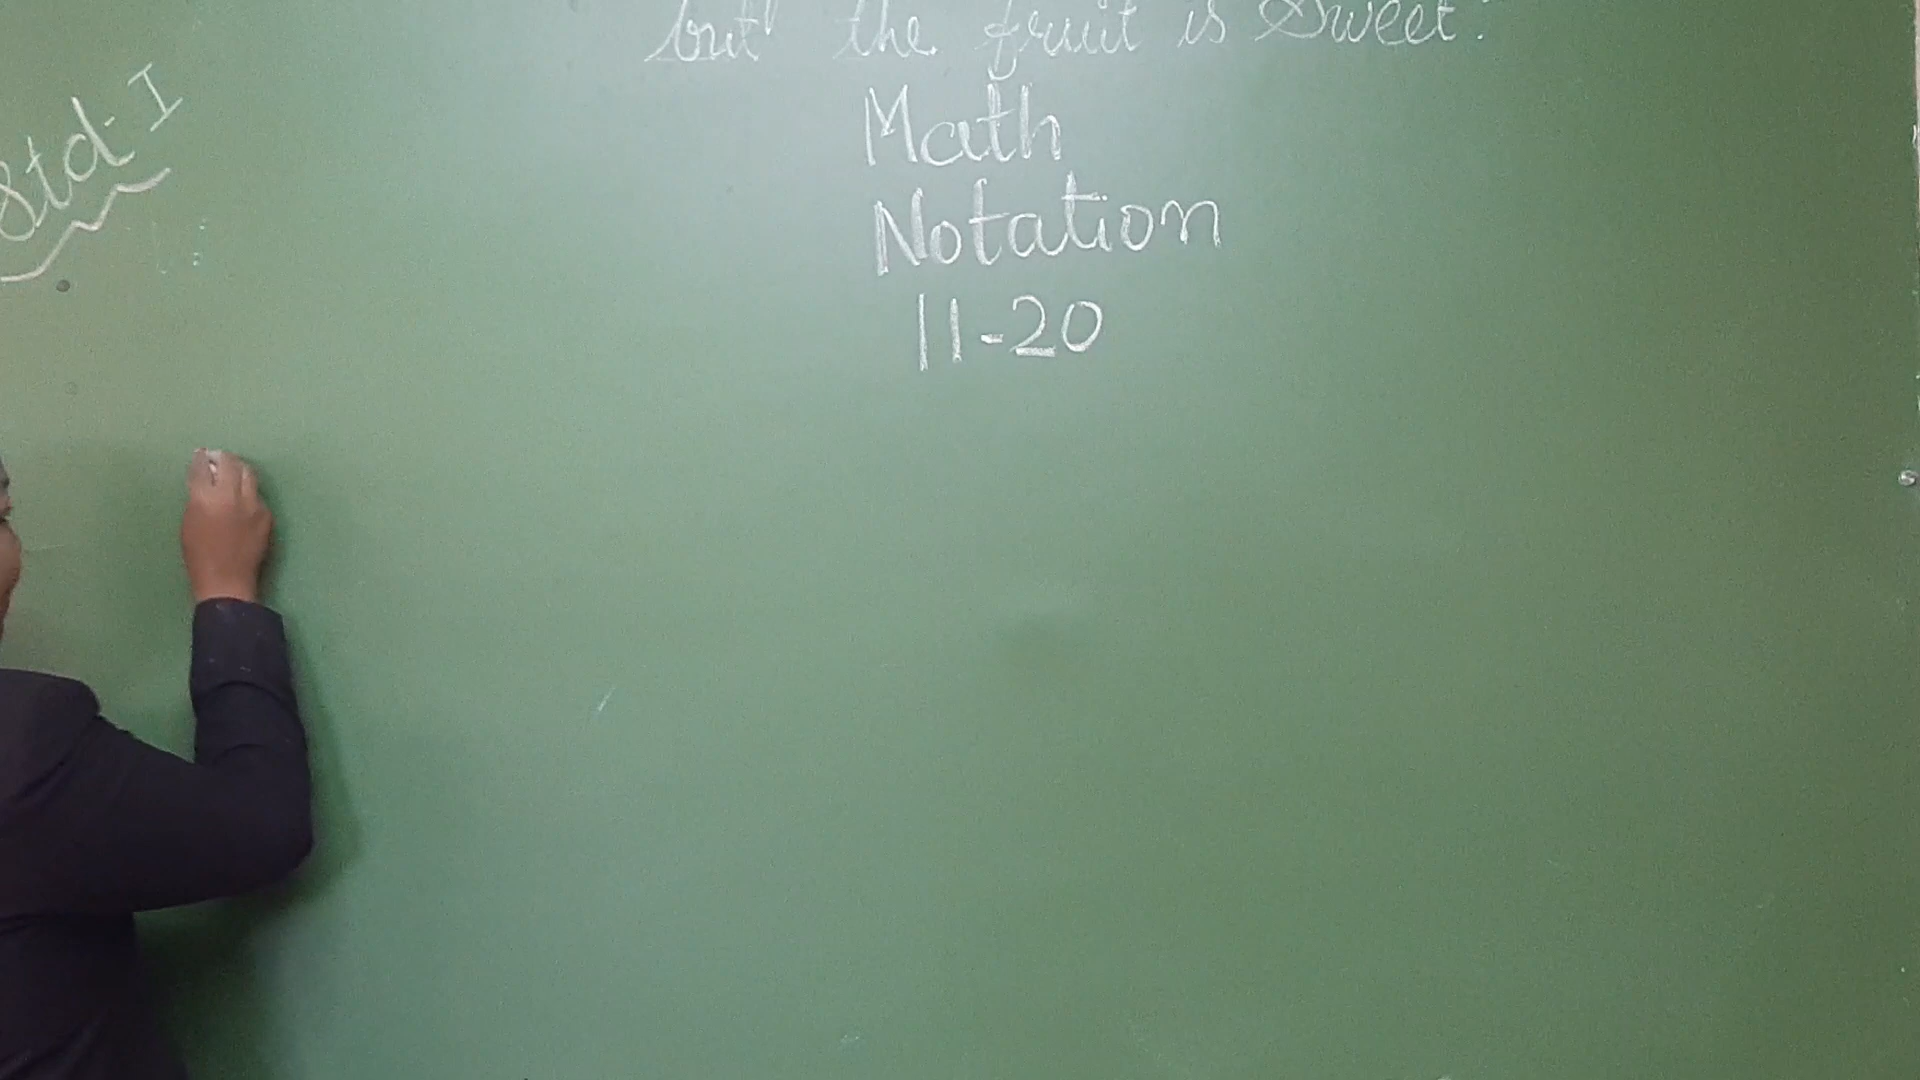 but the fruit is Sweet.
Std-I
Math
Notation
11-20